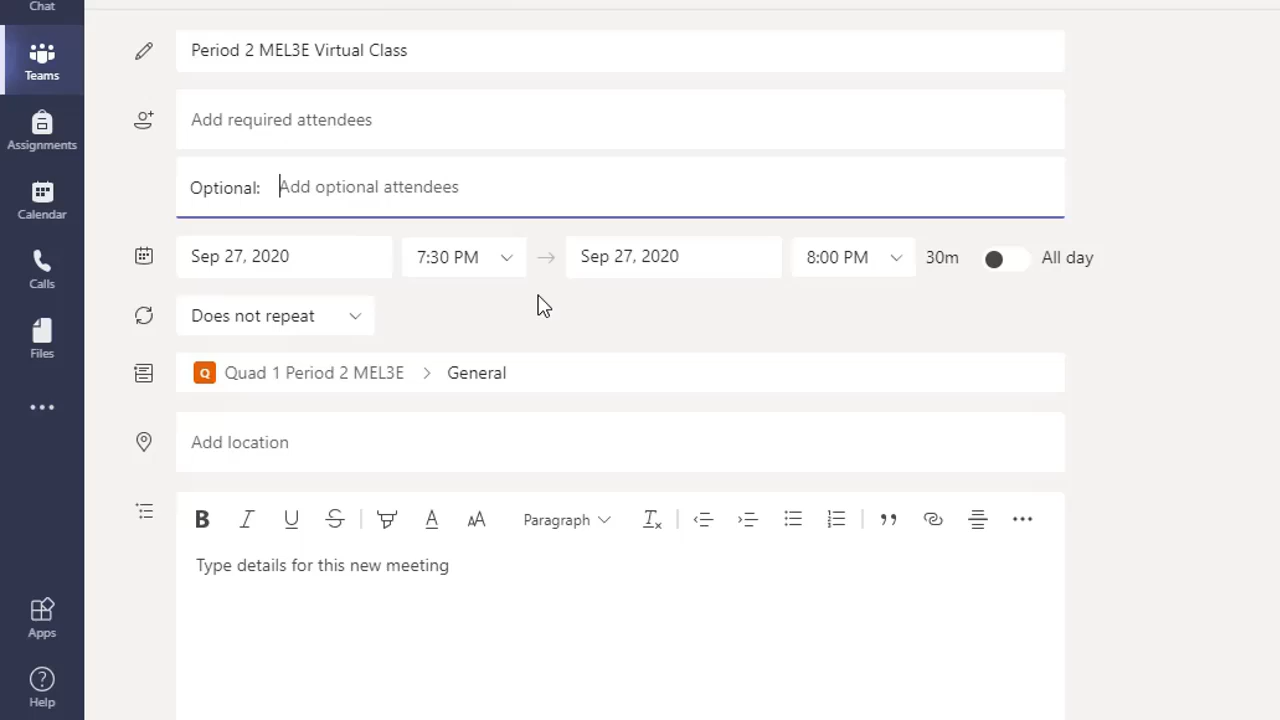 Chat
Teams
Assignments
Calendar
Calls
Files
Apps
Help
Period 2 MEL3E Virtual Class
Add required attendees
Optional: Add optional attendees
Sep 27, 2020 7:30 PM → Sep 27, 2020 8:00 PM 30m All day
Does not repeat
Q Quad 1 Period 2 MEL3E > General
Add location
B I U S A AA Paragraph Tx
Type details for this new meeting